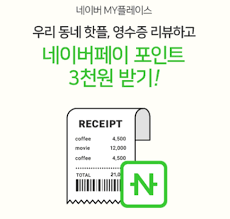 네이버 MY플레이스
우리 동네 핫플, 영수증 리뷰하고
네이버페이 포인트
3천원 받기!
RECEIPT
coffee 4,500
movie 12,000
coffee 4,500
TOTAL 21,0
N